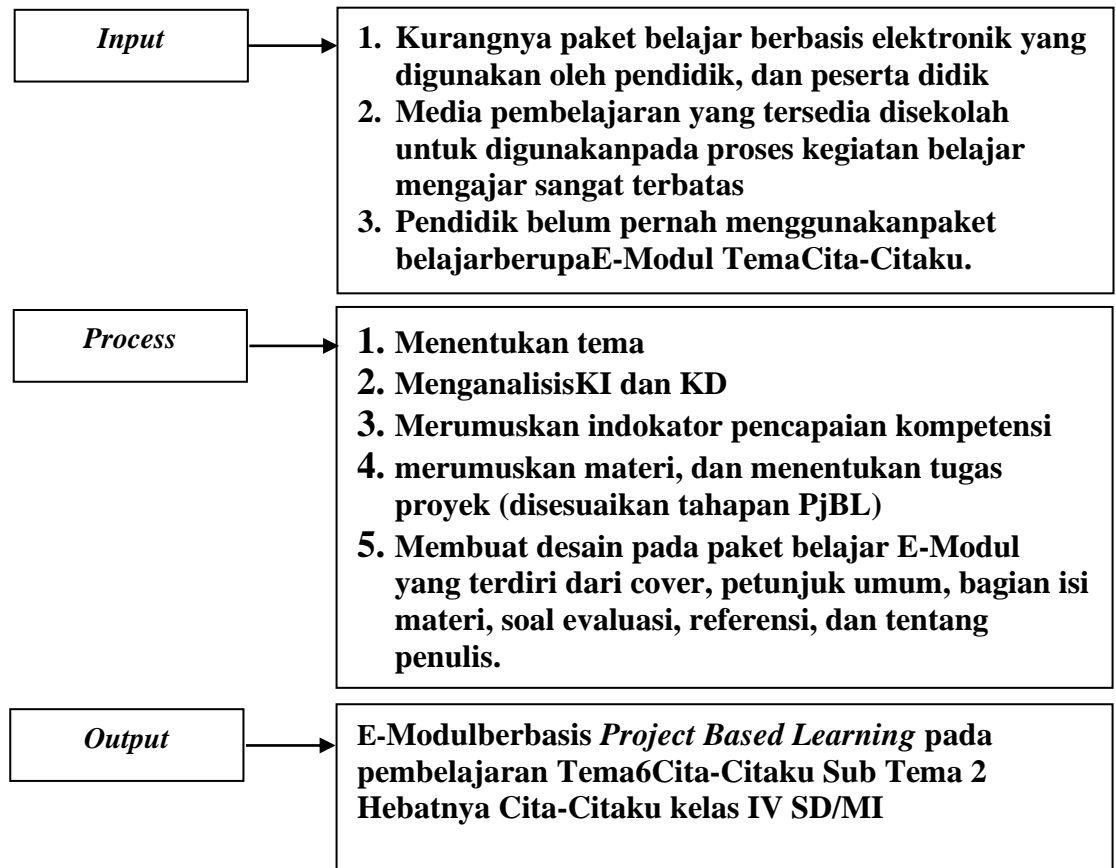 Input
1. Kurangnya paket belajar berbasis elektronik yang
digunakan oleh pendidik, dan peserta didik
2. Media pembelajaran yang tersedia disekolah
untuk digunakanpada proses kegiatan belajar
mengajar sangat terbatas
3. Pendidik belum pernah menggunakanpaket
belajarberupaE-Modul TemaCita-Citaku.
Process
1. Menentukan tema
2. MenganalisisKI dan KD
3. Merumuskan indokator pencapaian kompetensi
4. merumuskan materi, dan menentukan tugas
proyek (disesuaikan tahapan PjBL)
5. Membuat desain pada paket belajar E-Modul
yang terdiri dari cover, petunjuk umum, bagian isi
materi, soal evaluasi, referensi, dan tentang
penulis.
Output
E-Modulberbasis Project Based Learning pada
pembelajaran Tema6Cita-Citaku Sub Tema 2
Hebatnya Cita-Citaku kelas IV SD/MI